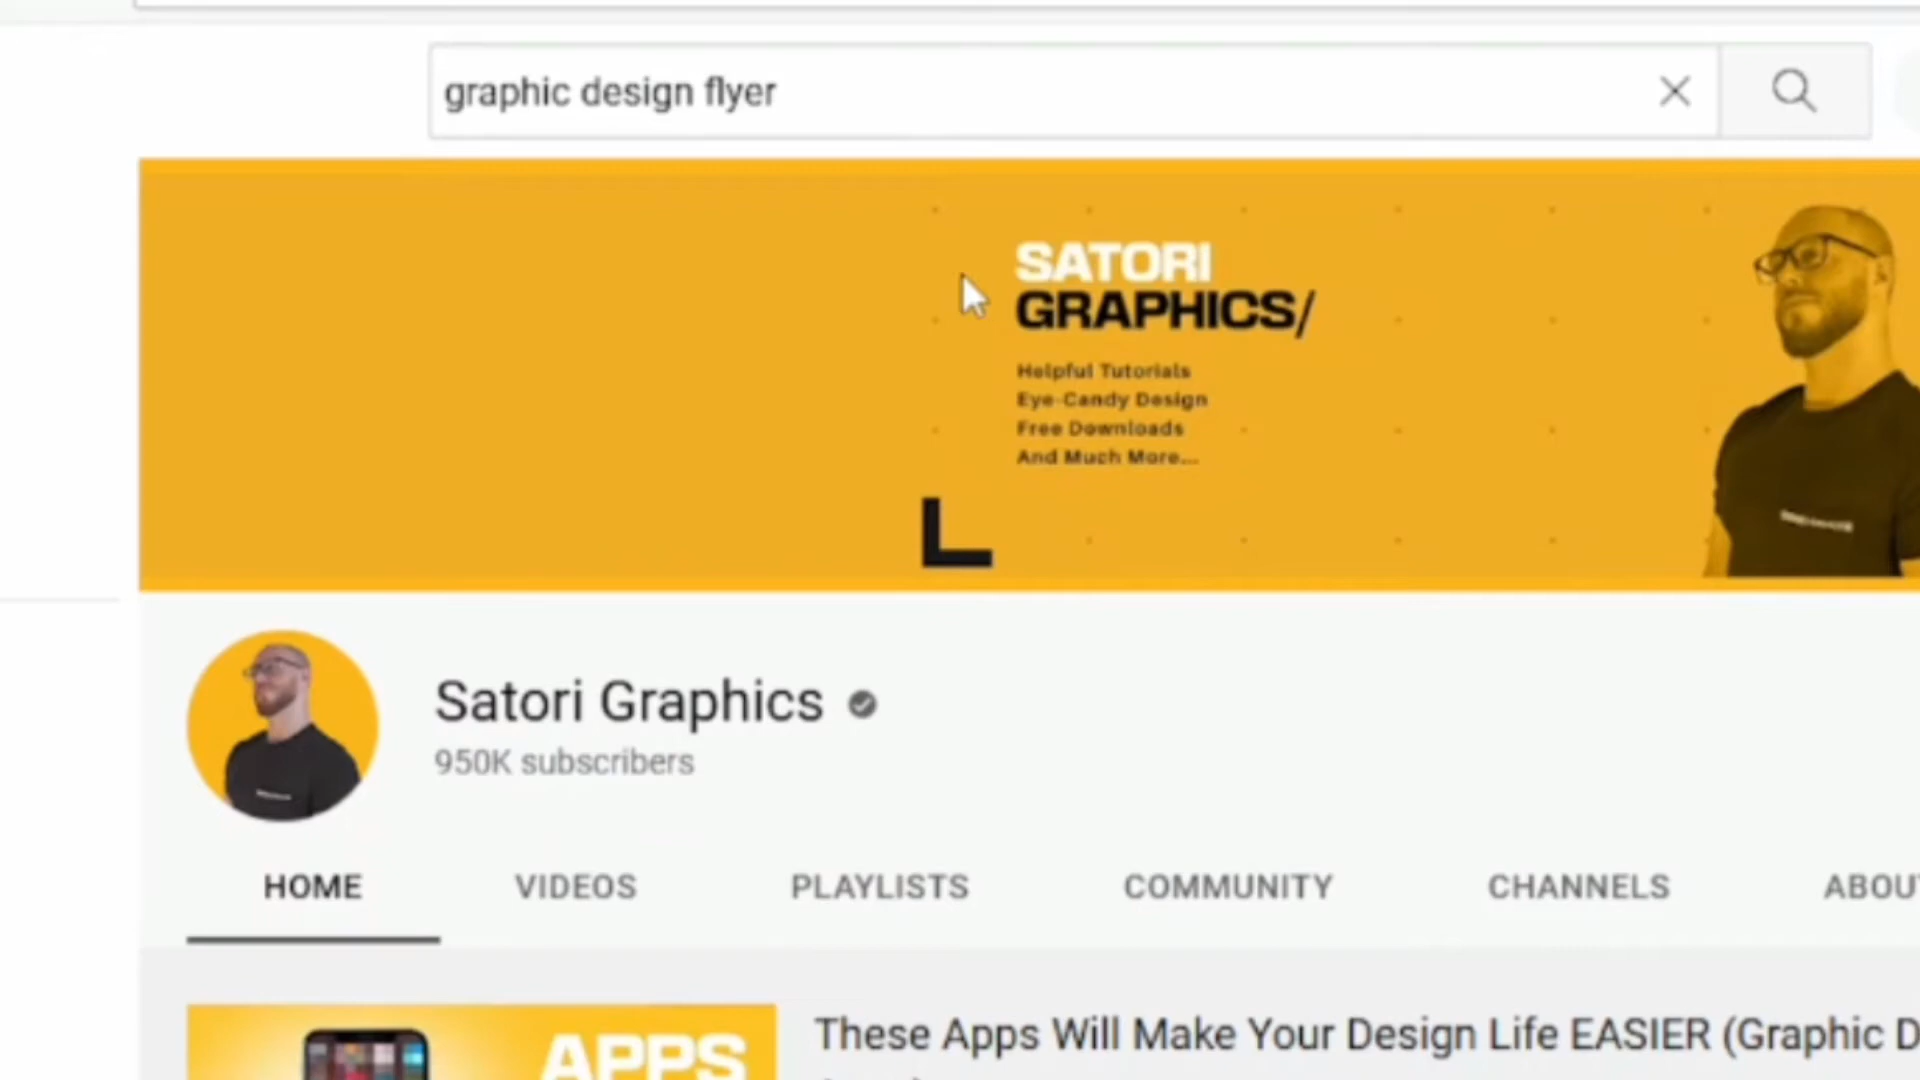 graphic design flyer
SATORI
GRAPHICS/
Helpful Tutorials
Eye-Candy Design
Free Downloads
And Much More...
Satori Graphics
950K subscribers
HOME VIDEOS PLAYLISTS COMMUNITY CHANNELS ABOU
APPS
These Apps Will Make Your Design Life EASIER (Graphic D